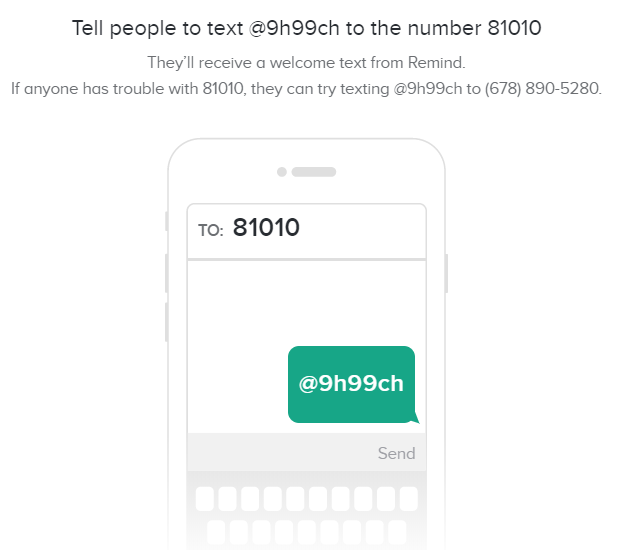 Tell people to text @9h99ch to the number 81010
They’ll receive a welcome text from Remind.
If anyone has trouble with 81010, they can try texting @9h99ch to (678) 890-5280.
TO: 81010
@9h99ch
Send